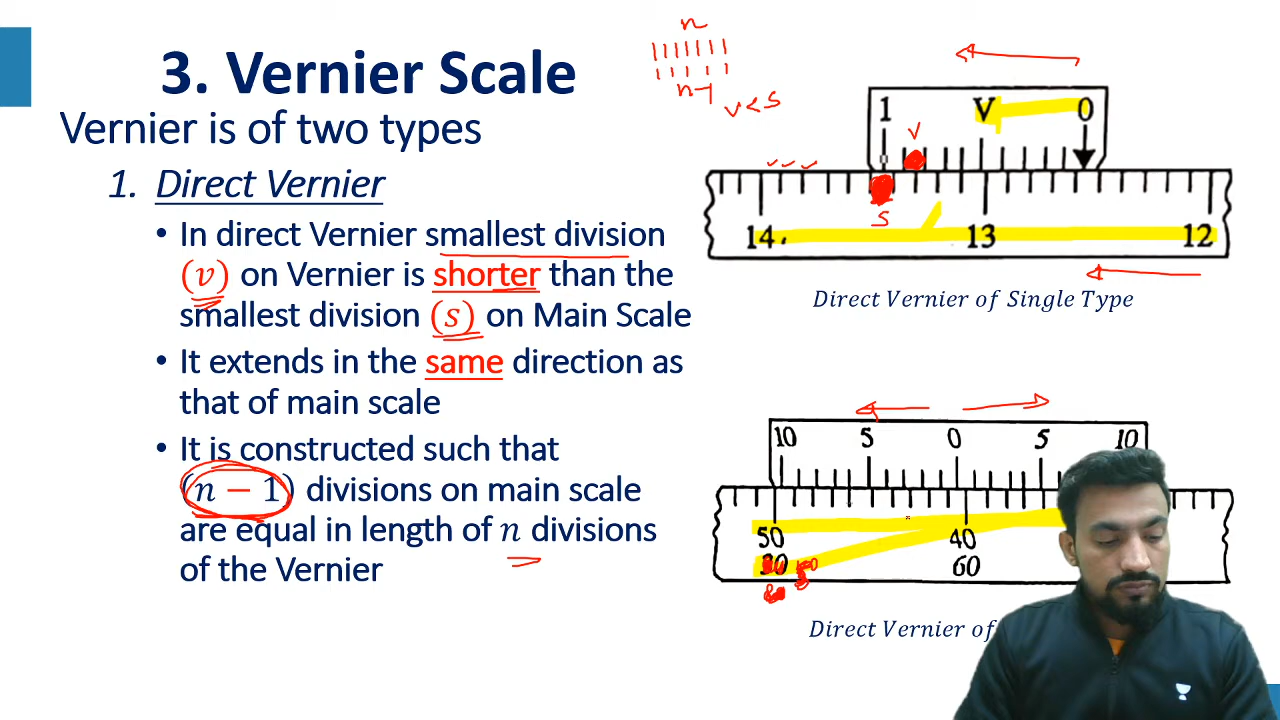 3. Vernier Scale
Vernier is of two types
1. Direct Vernier
• In direct Vernier smallest division
(v) on Vernier is shorter than the
smallest division (s) on Main Scale
• It extends in the same direction as
that of main scale
• It is constructed such that
(n − 1) divisions on main scale
are equal in length of n divisions
of the Vernier
n
n-1
v < s
1 V 0
V
S
14 13 12
Direct Vernier of Single Type
10 5 0 5 10
50 40
60
Direct Vernier of